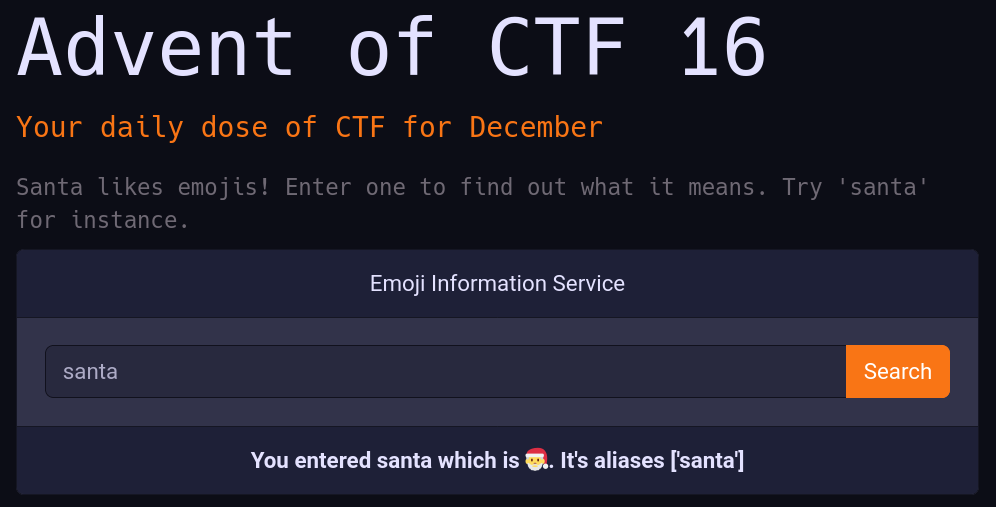 Advent of CTF 16
Your daily dose of CTF for December
Santa likes emojis! Enter one to find out what it means. Try 'santa'
for instance.
Emoji Information Service
santa
Search
You entered santa which is 🎅. It's aliases ['santa']